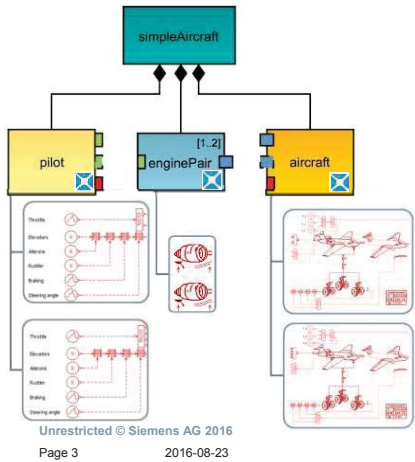 simpleAircraft
[1..2]
pilot
enginePair
aircraft
Throttle
Elevators
Ailerons
Rudder
Braking
Steering angle
Throttle
Elevators
Ailerons
Rudder
Braking
Steering angle
Unrestricted © Siemens AG 2016
Page 3 2016-08-23